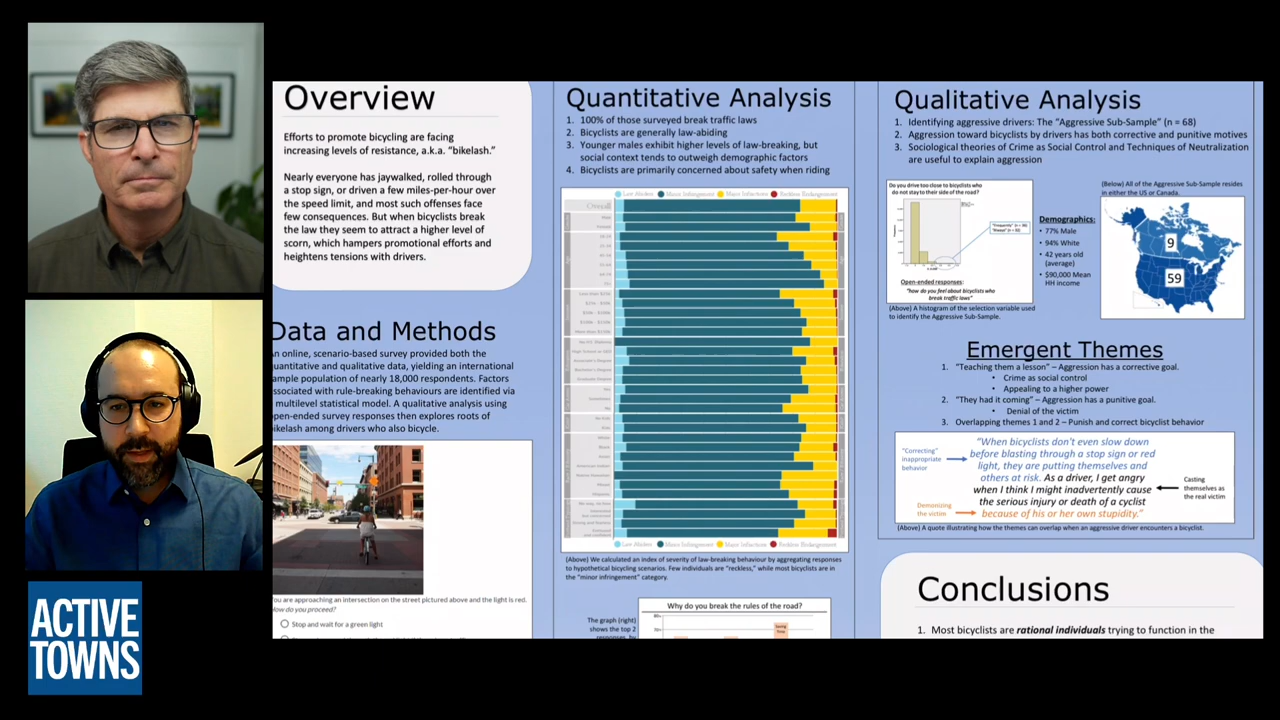 Overview
Efforts to promote bicycling are facing
increasing levels of resistance, a.k.a. “bikelash.”
Nearly everyone has jaywalked, rolled through
a stop sign, or driven a few miles-per-hour over
the speed limit, and most such offenses face
few consequences. But when bicyclists break
the law they seem to attract a higher level of
scorn, which hampers promotional efforts and
heightens tensions with drivers.
Data and Methods
An online, scenario-based survey provided both the
quantitative and qualitative data, yielding an international
sample population of nearly 18,000 respondents. Factors
associated with rule-breaking behaviours are identified via
multilevel statistical model. A qualitative analysis using
open-ended survey responses then explores roots of
bikelash among drivers who also bicycle.
You are approaching an intersection on the street pictured above and the light is red.
How do you proceed?
Stop and wait for a green light
Quantitative Analysis
1. 100% of those surveyed break traffic laws
2. Bicyclists are generally law-abiding
3. Younger males exhibit higher levels of law-breaking, but
social context tends to outweigh demographic factors
4. Bicyclists are primarily concerned about safety when riding
Law Abiders Minor Infringement Major Infractions Reckless Endangerment
Overall
Law Abiders Minor Infringement Major Infractions Reckless Endangerment
(Above) We calculated an index of severity of law-breaking behaviour by aggregating responses
to hypothetical bicycling scenarios. Few individuals are “reckless,” while most bicyclists are in
the “minor infringement” category.
Why do you break the rules of the road?
The graph (right)
shows the top 2
responses by
Qualitative Analysis
1. Identifying aggressive drivers: The “Aggressive Sub-Sample” (n = 68)
2. Aggression toward bicyclists by drivers has both corrective and punitive motives
3. Sociological theories of Crime as Social Control and Techniques of Neutralization
are useful to explain aggression
Do you drive too close to bicyclists who
do not stay to their side of the road?
Open-ended responses:
“how do you feel about bicyclists who
break traffic laws”
(Above) A histogram of the selection variable used
to identify the Aggressive Sub-Sample.
Demographics:
• 77% Male
• 94% White
• 42 years old
(average)
• $90,000 Mean
HH income
(Below) All of the Aggressive Sub-Sample resides
in either the US or Canada.
9
59
Emergent Themes
1. “Teaching them a lesson” – Aggression has a corrective goal.
• Crime as social control
• Appealing to a higher power
2. “They had it coming” – Aggression has a punitive goal.
• Denial of the victim
3. Overlapping themes 1 and 2 – Punish and correct bicyclist behavior
“Correcting”
inappropriate
behavior
“When bicyclists don't even slow down
before blasting through a stop sign or red
light, they are putting themselves and
others at risk. As a driver, I get angry
when I think I might inadvertently cause
the serious injury or death of a cyclist
because of his or her own stupidity.”
Casting
themselves as
the real victim
Demonizing
the victim
(Above) A quote illustrating how the themes can overlap when an aggressive driver encounters a bicyclist.
Conclusions
1. Most bicyclists are rational individuals trying to function in the
ACTIVE
TOWNS